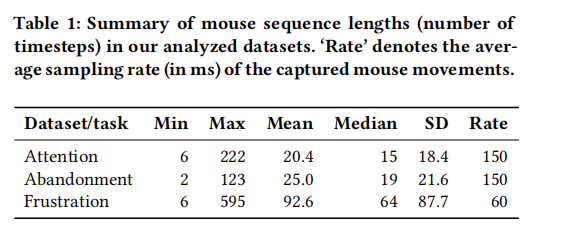 Table 1: Summary of mouse sequence lengths (number of
timesteps) in our analyzed datasets. ‘Rate’ denotes the aver-
age sampling rate (in ms) of the captured mouse movements.
Dataset/task Min Max Mean Median SD Rate
Attention 6 222 20.4 15 18.4 150
Abandonment 2 123 25.0 19 21.6 150
Frustration 6 595 92.6 64 87.7 60